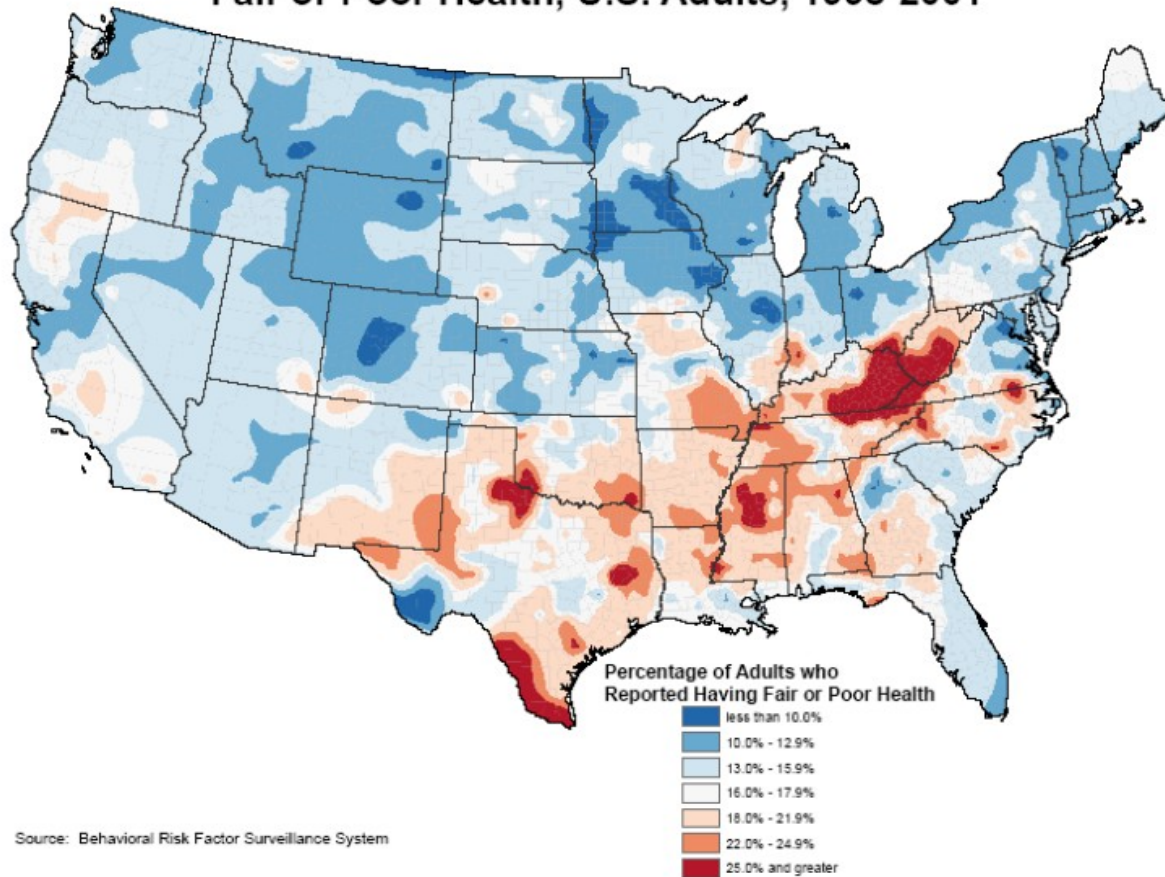 Fair or Poor Health, U.S. Adults, 1995-2001
Percentage of Adults who
Reported Having Fair or Poor Health
less than 10.0%
10.0% - 12.9%
13.0% - 15.9%
16.0% - 17.9%
18.0% - 21.9%
22.0% - 24.9%
25.0% and greater
Source: Behavioral Risk Factor Surveillance System